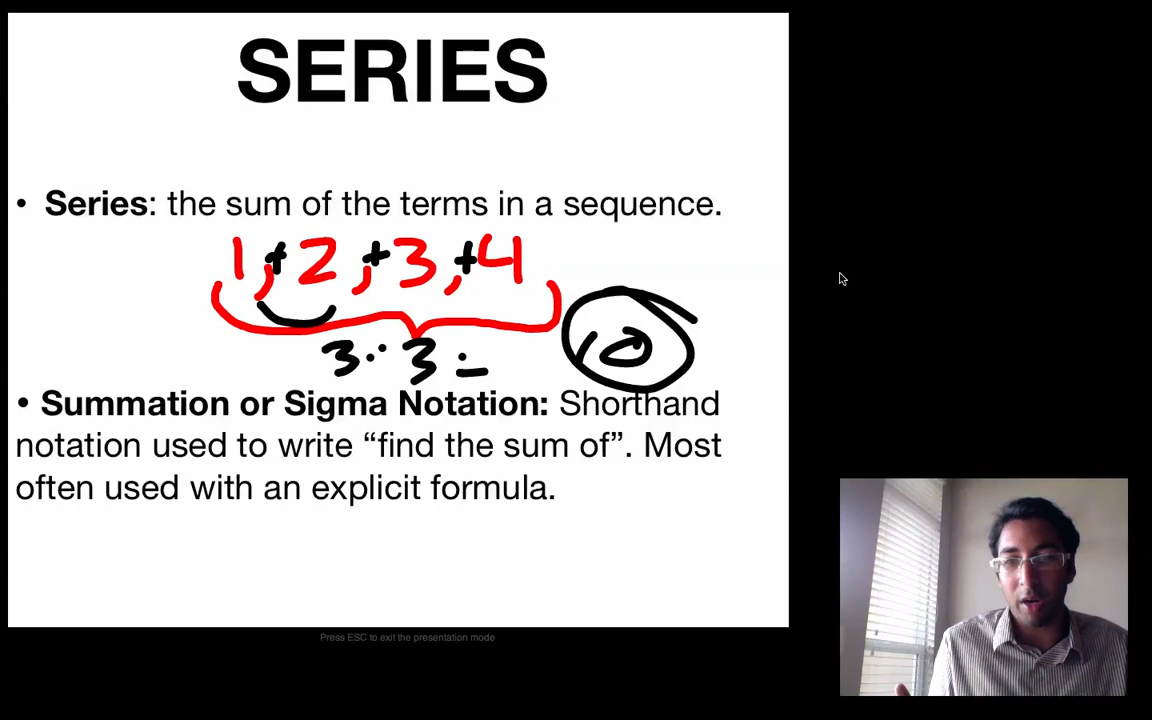 SERIES
• Series: the sum of the terms in a sequence.
1,+2,+3,+4
3 . 3 = 10
• Summation or Sigma Notation: Shorthand
notation used to write “find the sum of”. Most
often used with an explicit formula.
Press ESC to exit the presentation mode